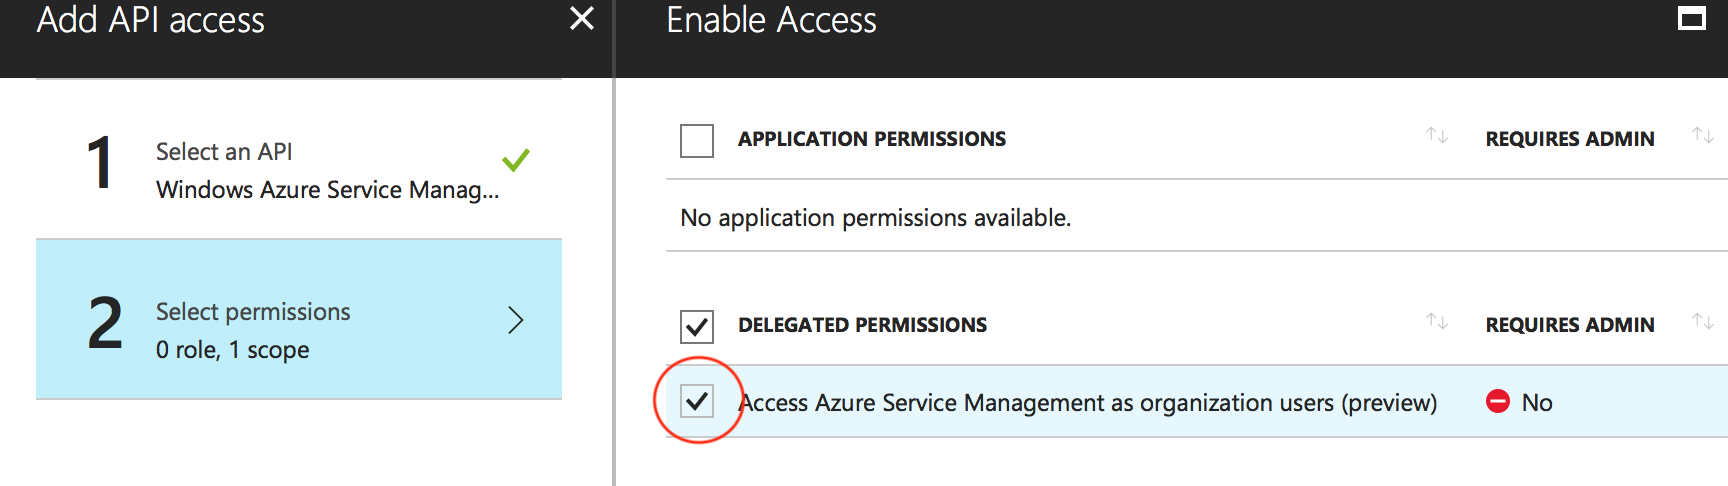 Add API access
Enable Access
1
Select an API
Windows Azure Service Manag...
2
Select permissions
0 role, 1 scope
APPLICATION PERMISSIONS
REQUIRES ADMIN
No application permissions available.
DELEGATED PERMISSIONS
REQUIRES ADMIN
Access Azure Service Management as organization users (preview)
No